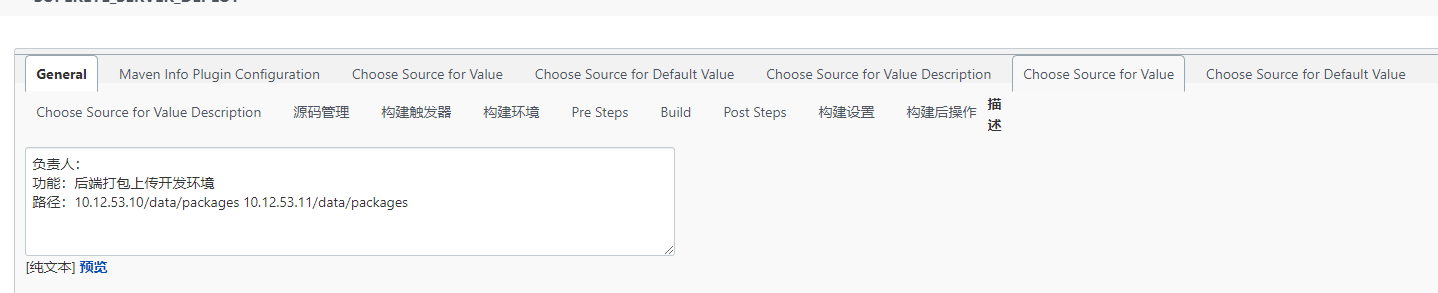 General Maven Info Plugin Configuration Choose Source for Value Choose Source for Default Value Choose Source for Value Description Choose Source for Value Choose Source for Default Value
Choose Source for Value Description 源码管理 构建触发器 构建环境 Pre Steps Build Post Steps 构建设置 构建后操作 描述
负责人：
功能：后端打包上传开发环境
路径：10.12.53.10/data/packages 10.12.53.11/data/packages
[纯文本] 预览